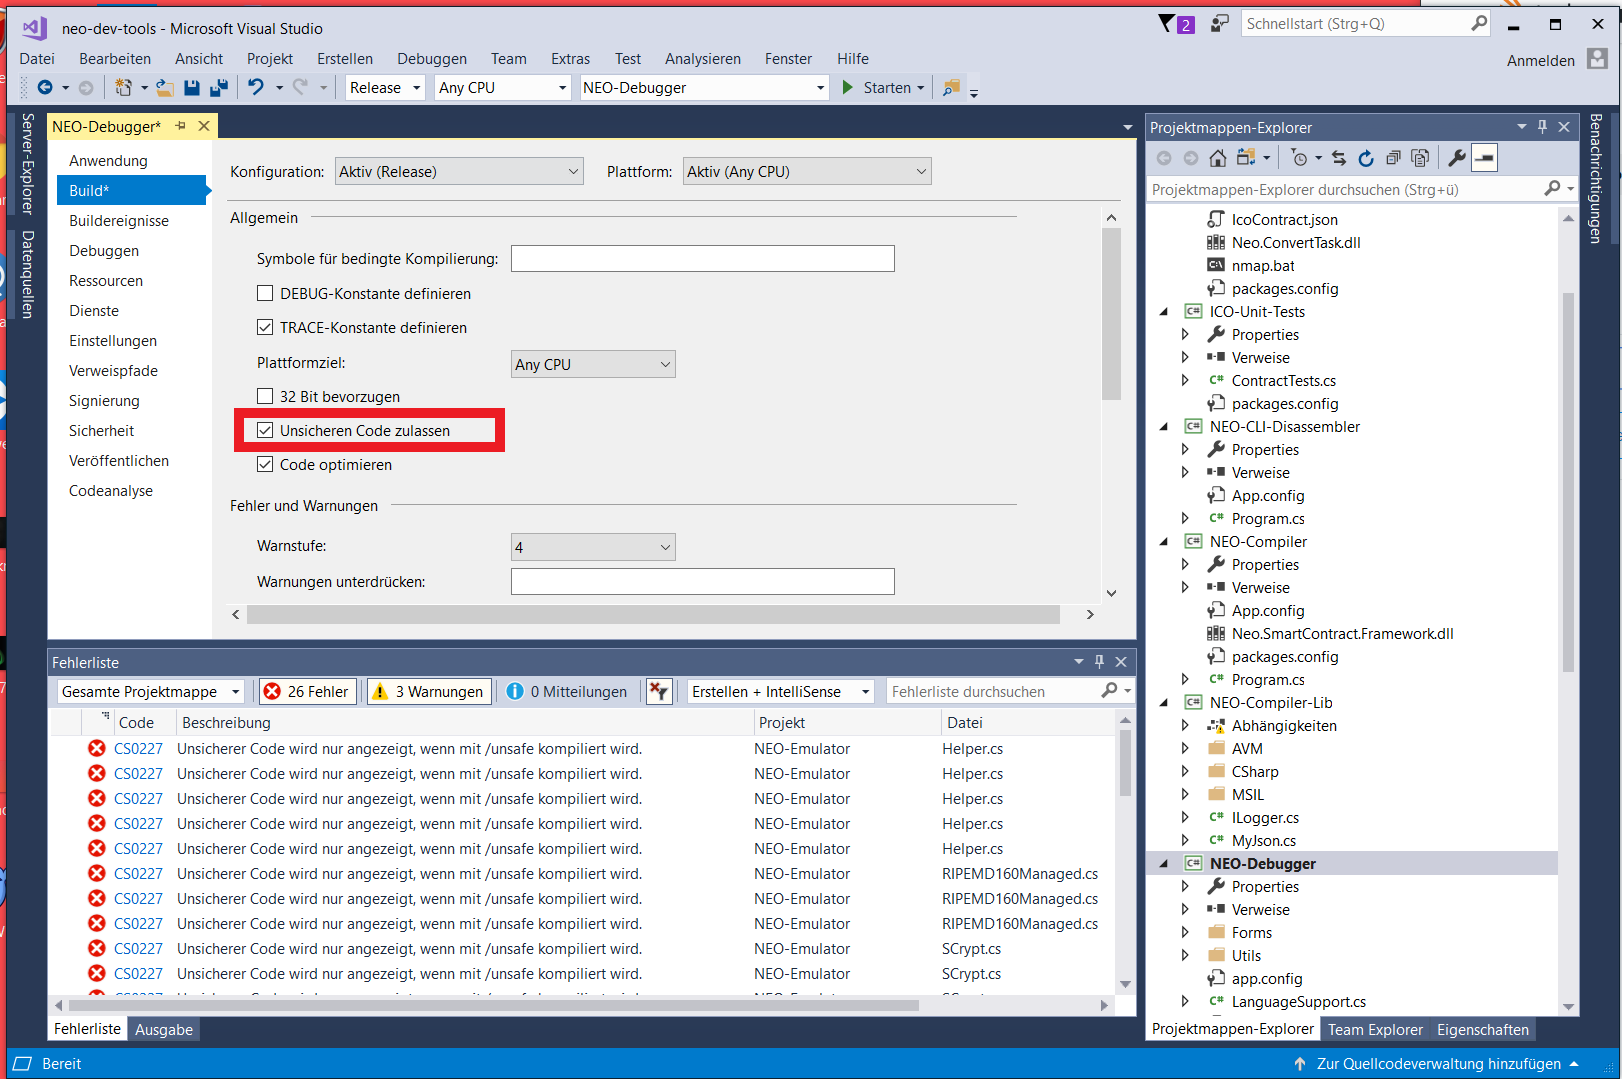 neo-dev-tools - Microsoft Visual Studio
2
Schnellstart (Strg+Q)
Datei Bearbeiten Ansicht Projekt Erstellen Debuggen Team Extras Test Analysieren Fenster Hilfe
Anmelden
Release Any CPU NEO-Debugger Starten
Server-Explorer
Datenquellen
NEO-Debugger*
Anwendung
Build*
Buildereignisse
Debuggen
Ressourcen
Dienste
Einstellungen
Verweispfade
Signierung
Sicherheit
Veröffentlichen
Codeanalyse
Konfiguration: Aktiv (Release) Plattform: Aktiv (Any CPU)
Allgemein
Symbole für bedingte Kompilierung:
DEBUG-Konstante definieren
TRACE-Konstante definieren
Plattformziel: Any CPU
32 Bit bevorzugen
Unsicheren Code zulassen
Code optimieren
Fehler und Warnungen
Warnstufe: 4
Warnungen unterdrücken:
Fehlerliste
Gesamte Projektmappe 26 Fehler 3 Warnungen 0 Mitteilungen Erstellen + IntelliSense Fehlerliste durchsuchen
Code Beschreibung Projekt Datei
CS0227 Unsicherer Code wird nur angezeigt, wenn mit /unsafe kompiliert wird. NEO-Emulator Helper.cs
CS0227 Unsicherer Code wird nur angezeigt, wenn mit /unsafe kompiliert wird. NEO-Emulator Helper.cs
CS0227 Unsicherer Code wird nur angezeigt, wenn mit /unsafe kompiliert wird. NEO-Emulator Helper.cs
CS0227 Unsicherer Code wird nur angezeigt, wenn mit /unsafe kompiliert wird. NEO-Emulator Helper.cs
CS0227 Unsicherer Code wird nur angezeigt, wenn mit /unsafe kompiliert wird. NEO-Emulator Helper.cs
CS0227 Unsicherer Code wird nur angezeigt, wenn mit /unsafe kompiliert wird. NEO-Emulator RIPEMD160Managed.cs
CS0227 Unsicherer Code wird nur angezeigt, wenn mit /unsafe kompiliert wird. NEO-Emulator RIPEMD160Managed.cs
CS0227 Unsicherer Code wird nur angezeigt, wenn mit /unsafe kompiliert wird. NEO-Emulator RIPEMD160Managed.cs
CS0227 Unsicherer Code wird nur angezeigt, wenn mit /unsafe kompiliert wird. NEO-Emulator SCrypt.cs
CS0227 Unsicherer Code wird nur angezeigt, wenn mit /unsafe kompiliert wird. NEO-Emulator SCrypt.cs
Fehlerliste Ausgabe
Projektmappen-Explorer
Projektmappen-Explorer durchsuchen (Strg+ü)
IcoContract.json
Neo.ConvertTask.dll
nmap.bat
packages.config
C# ICO-Unit-Tests
Properties
Verweise
C# ContractTests.cs
packages.config
C# NEO-CLI-Disassembler
Properties
Verweise
App.config
C# Program.cs
C# NEO-Compiler
Properties
Verweise
App.config
Neo.SmartContract.Framework.dll
packages.config
C# Program.cs
C# NEO-Compiler-Lib
Abhängigkeiten
AVM
CSharp
MSIL
C# ILogger.cs
C# MyJson.cs
C# NEO-Debugger
Properties
Verweise
Forms
Utils
app.config
C# LanguageSupport.cs
Projektmappen-Explorer Team Explorer Eigenschaften
Benachrichtigungen
Bereit
Zur Quellcodeverwaltung hinzufügen